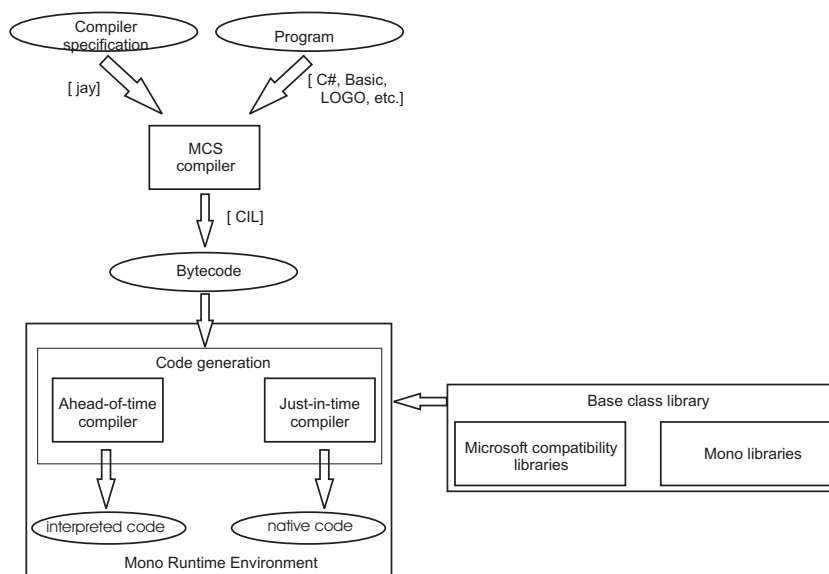 Compiler
specification
Program
[ jay]
[ C#, Basic,
LOGO, etc.]
MCS
compiler
[ CIL]
Bytecode
Code generation
Ahead-of-time
compiler
Just-in-time
compiler
Base class library
Microsoft compatibility
libraries
Mono libraries
interpreted code
native code
Mono Runtime Environment